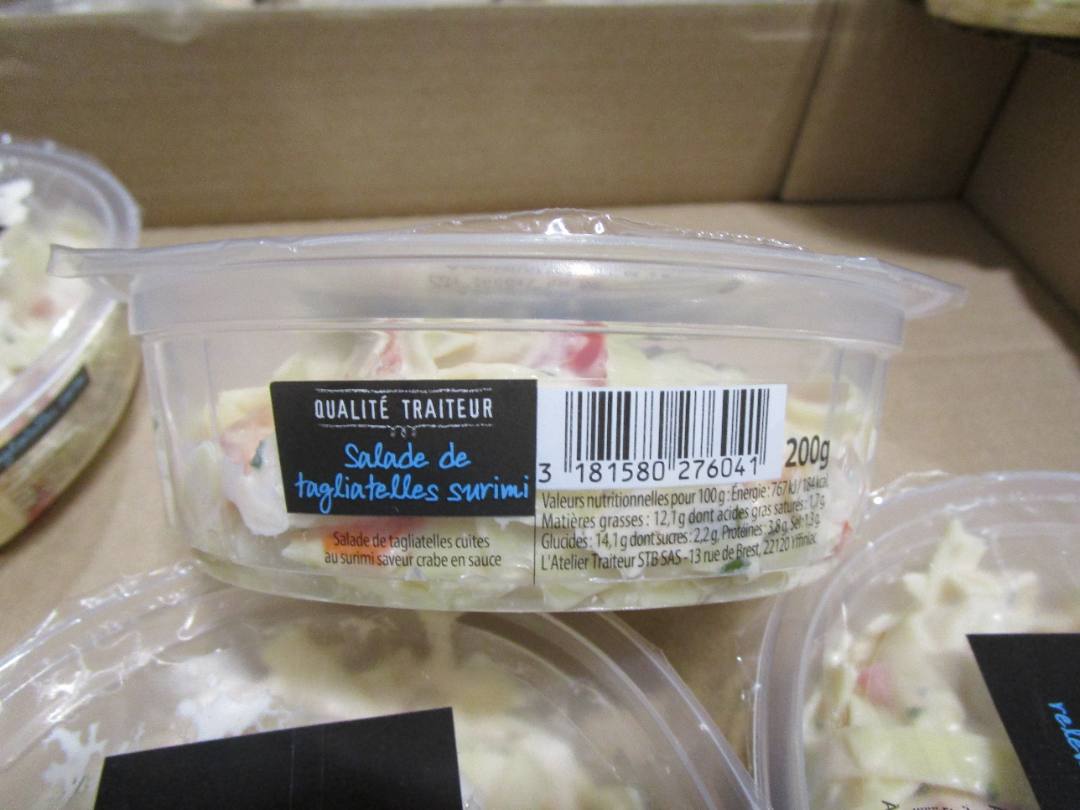 QUALITÉ TRAITEUR
Salade de
tagliatelles surimi
Salade de tagliatelles cuites
au surimi saveur crabe en sauce
3 181580 276041
200g
Valeurs nutritionnelles pour 100 g : Énergie : 767 kJ / 184 kcal
Matières grasses : 12,1g dont acides gras saturés : 1,7 g
Glucides : 14,1 g dont sucres : 2,2 g, Protéines : 3,8 g, Sel : 1,3 g
L'Atelier Traiteur STB SAS - 13 rue de Brest, 22120 Yffiniac